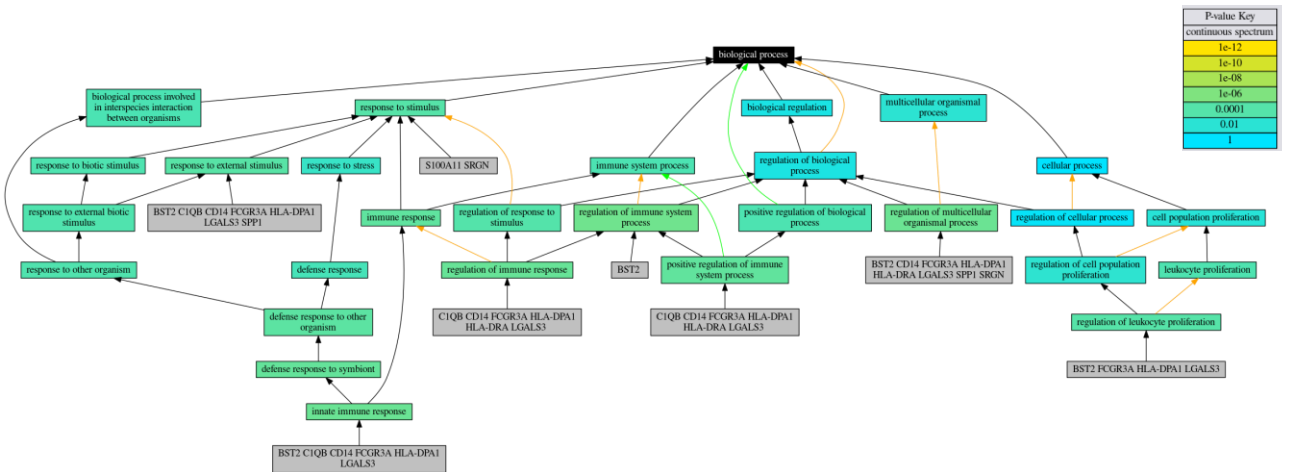 P-value Key
continuous spectrum
1e-12
1e-10
1e-08
1e-06
0.0001
0.01
1
biological process
biological process involved
in interspecies interaction
between organisms
response to stimulus
biological regulation
multicellular organismal
process
response to biotic stimulus
response to external stimulus
response to stress
S100A11 SRGN
immune system process
regulation of biological
process
cellular process
response to external biotic
stimulus
BST2 C1QB CD14 FCGR3A HLA-DPA1
LGALS3 SPP1
immune response
regulation of response to
stimulus
regulation of immune system
process
positive regulation of biological
process
regulation of multicellular
organismal process
regulation of cellular process
cell population proliferation
response to other organism
defense response
regulation of immune response
BST2
positive regulation of immune
system process
BST2 CD14 FCGR3A HLA-DPA1
HLA-DRA LGALS3 SPP1 SRGN
regulation of cell population
proliferation
leukocyte proliferation
defense response to other
organism
C1QB CD14 FCGR3A HLA-DPA1
HLA-DRA LGALS3
C1QB CD14 FCGR3A HLA-DPA1
HLA-DRA LGALS3
regulation of leukocyte proliferation
defense response to symbiont
BST2 FCGR3A HLA-DPA1 LGALS3
innate immune response
BST2 C1QB CD14 FCGR3A HLA-DPA1
LGALS3